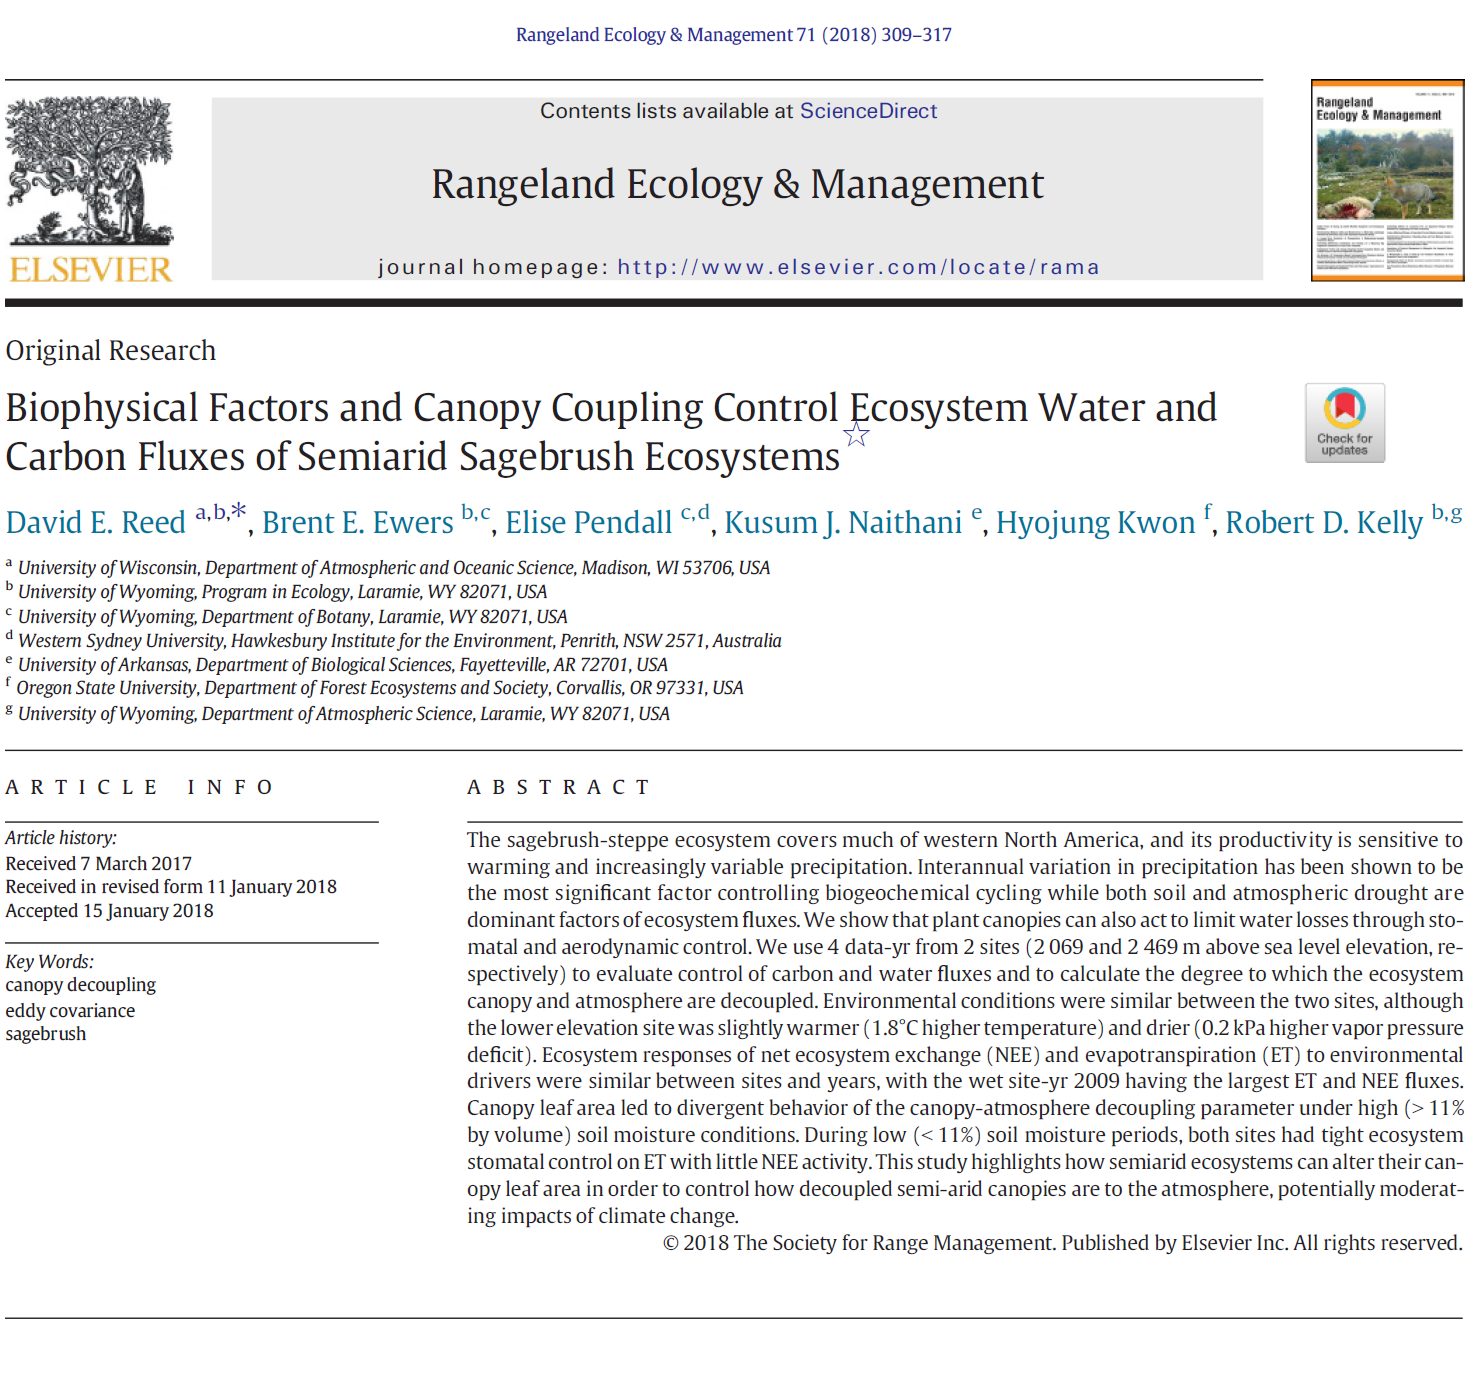 Rangeland Ecology & Management 71 (2018) 309–317
Contents lists available at ScienceDirect
Rangeland Ecology & Management
journal homepage: http://www.elsevier.com/locate/rama
ELSEVIER
Rangeland
Ecology & Management
Original Research
Biophysical Factors and Canopy Coupling Control Ecosystem Water and
Carbon Fluxes of Semiarid Sagebrush Ecosystems☆
Check for
updates
David E. Reed a,b,*, Brent E. Ewers b,c, Elise Pendall c,d, Kusum J. Naithani e, Hyojung Kwon f, Robert D. Kelly b,g
a University of Wisconsin, Department of Atmospheric and Oceanic Science, Madison, WI 53706, USA
b University of Wyoming, Program in Ecology, Laramie, WY 82071, USA
c University of Wyoming, Department of Botany, Laramie, WY 82071, USA
d Western Sydney University, Hawkesbury Institute for the Environment, Penrith, NSW 2571, Australia
e University of Arkansas, Department of Biological Sciences, Fayetteville, AR 72701, USA
f Oregon State University, Department of Forest Ecosystems and Society, Corvallis, OR 97331, USA
g University of Wyoming, Department of Atmospheric Science, Laramie, WY 82071, USA
ARTICLE INFO
Article history:
Received 7 March 2017
Received in revised form 11 January 2018
Accepted 15 January 2018
Key Words:
canopy decoupling
eddy covariance
sagebrush
ABSTRACT
The sagebrush-steppe ecosystem covers much of western North America, and its productivity is sensitive to
warming and increasingly variable precipitation. Interannual variation in precipitation has been shown to be
the most significant factor controlling biogeochemical cycling while both soil and atmospheric drought are
dominant factors of ecosystem fluxes. We show that plant canopies can also act to limit water losses through sto-
matal and aerodynamic control. We use 4 data-yr from 2 sites (2 069 and 2 469 m above sea level elevation, re-
spectively) to evaluate control of carbon and water fluxes and to calculate the degree to which the ecosystem
canopy and atmosphere are decoupled. Environmental conditions were similar between the two sites, although
the lower elevation site was slightly warmer (1.8°C higher temperature) and drier (0.2 kPa higher vapor pressure
deficit). Ecosystem responses of net ecosystem exchange (NEE) and evapotranspiration (ET) to environmental
drivers were similar between sites and years, with the wet site-yr 2009 having the largest ET and NEE fluxes.
Canopy leaf area led to divergent behavior of the canopy-atmosphere decoupling parameter under high (> 11%
by volume) soil moisture conditions. During low (< 11%) soil moisture periods, both sites had tight ecosystem
stomatal control on ET with little NEE activity. This study highlights how semiarid ecosystems can alter their can-
opy leaf area in order to control how decoupled semi-arid canopies are to the atmosphere, potentially moderat-
ing impacts of climate change.
© 2018 The Society for Range Management. Published by Elsevier Inc. All rights reserved.